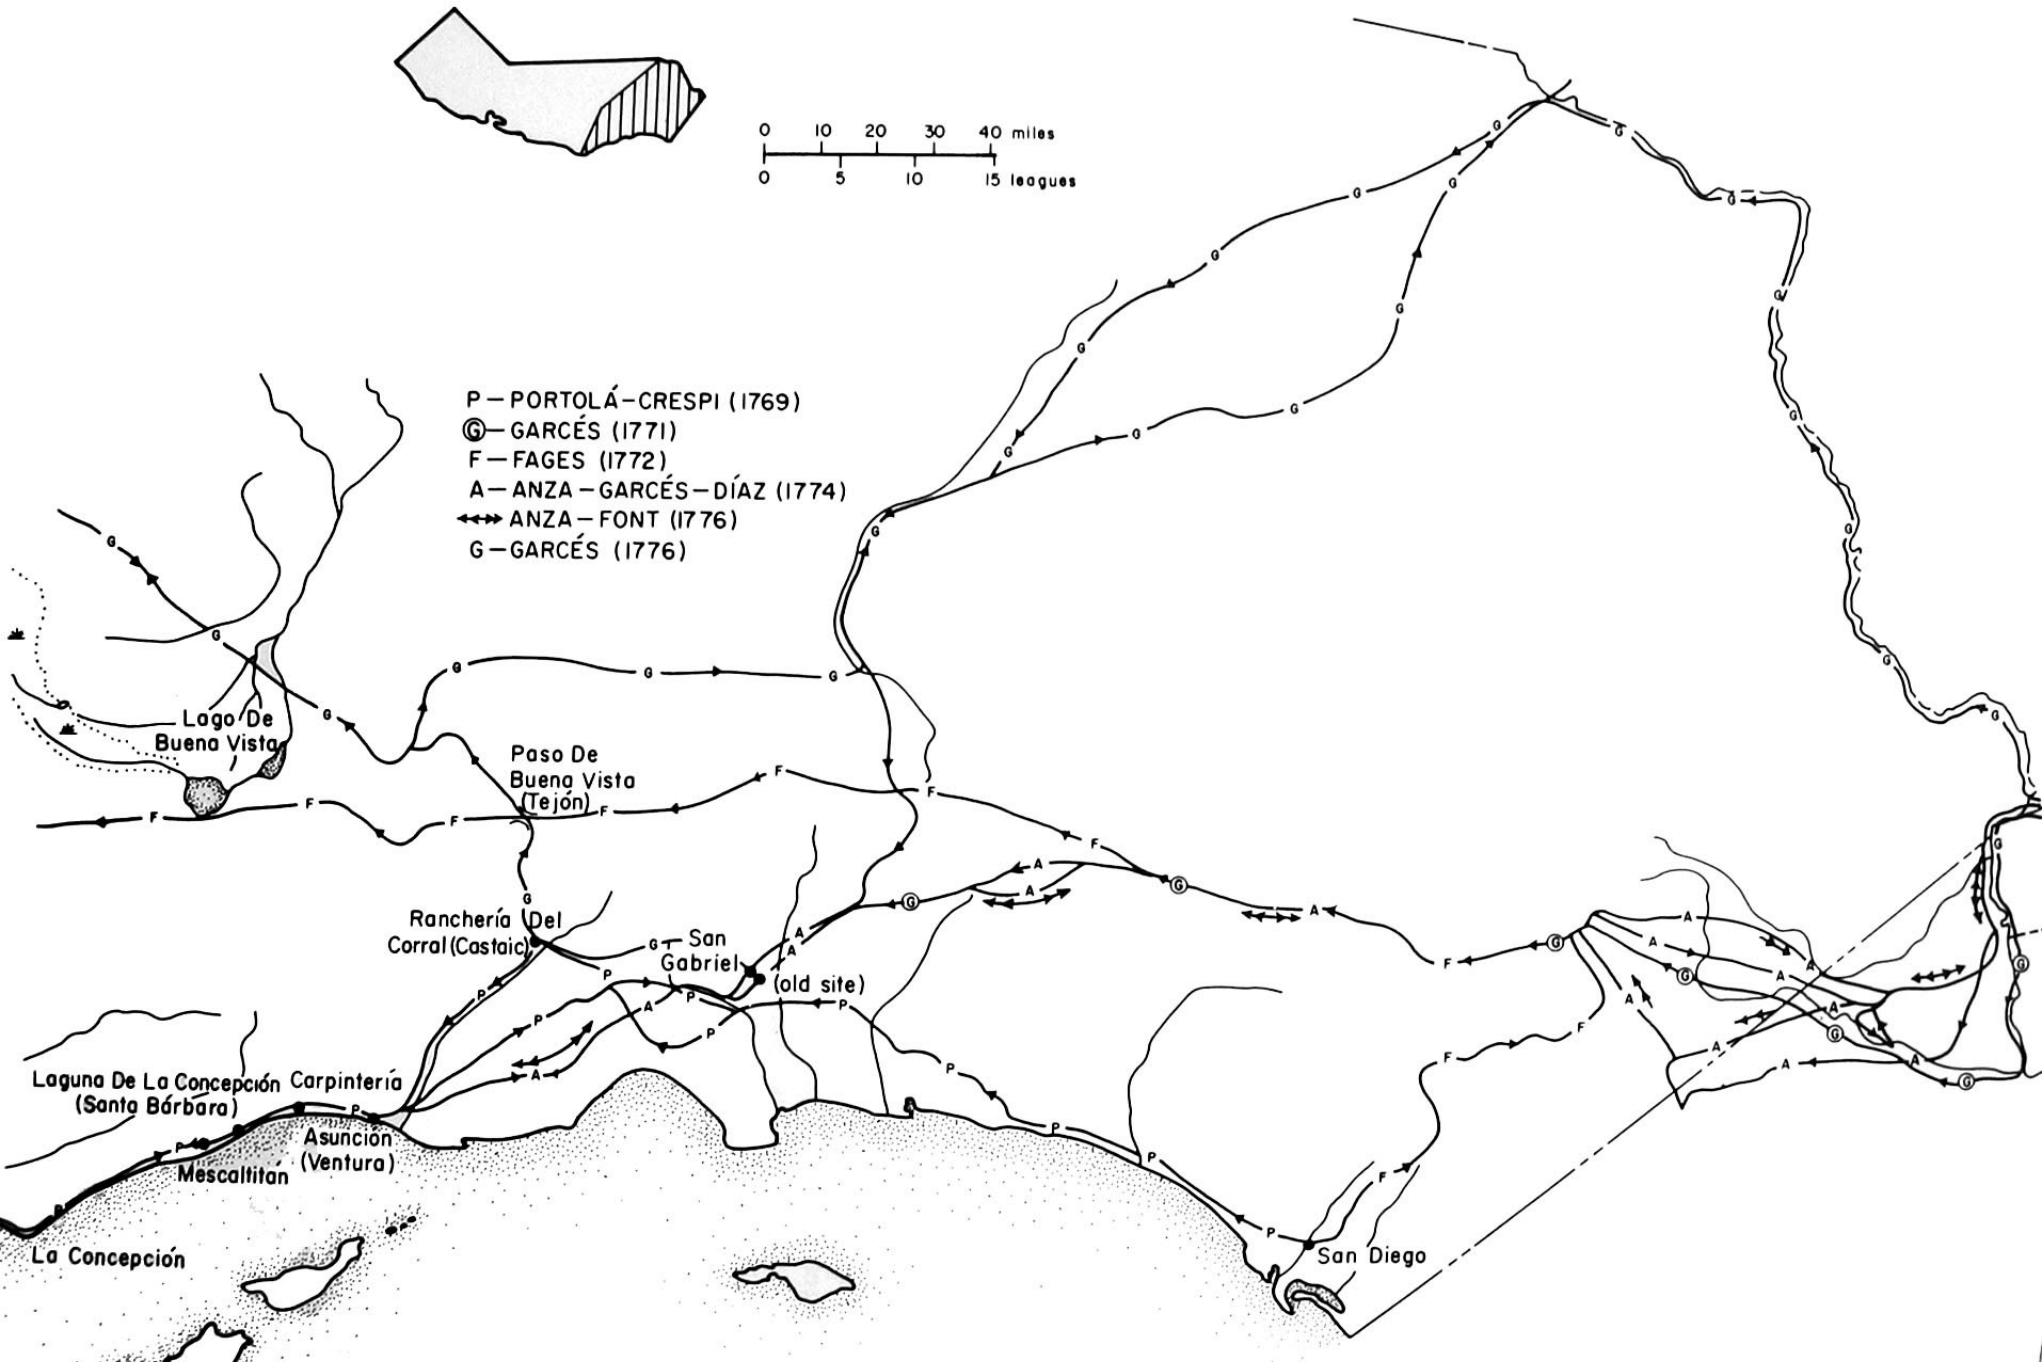 0 10 20 30 40 miles
0 5 10 15 leagues
P — PORTOLÁ — CRESPI (1769)
Ⓖ — GARCÉS (1771)
F — FAGES (1772)
A — ANZA — GARCÉS — DÍAZ (1774)
ANZA — FONT (1776)
G — GARCÉS (1776)
Lago De
Buena Vista
Paso De
Buena Vista
(Tejón)
Ranchería Del
Corral (Castaic)
San
Gabriel
(old site)
Laguna De La Concepción
(Santa Bárbara)
Carpintería
Asunción
(Ventura)
Mescaltitán
La Concepción
San Diego